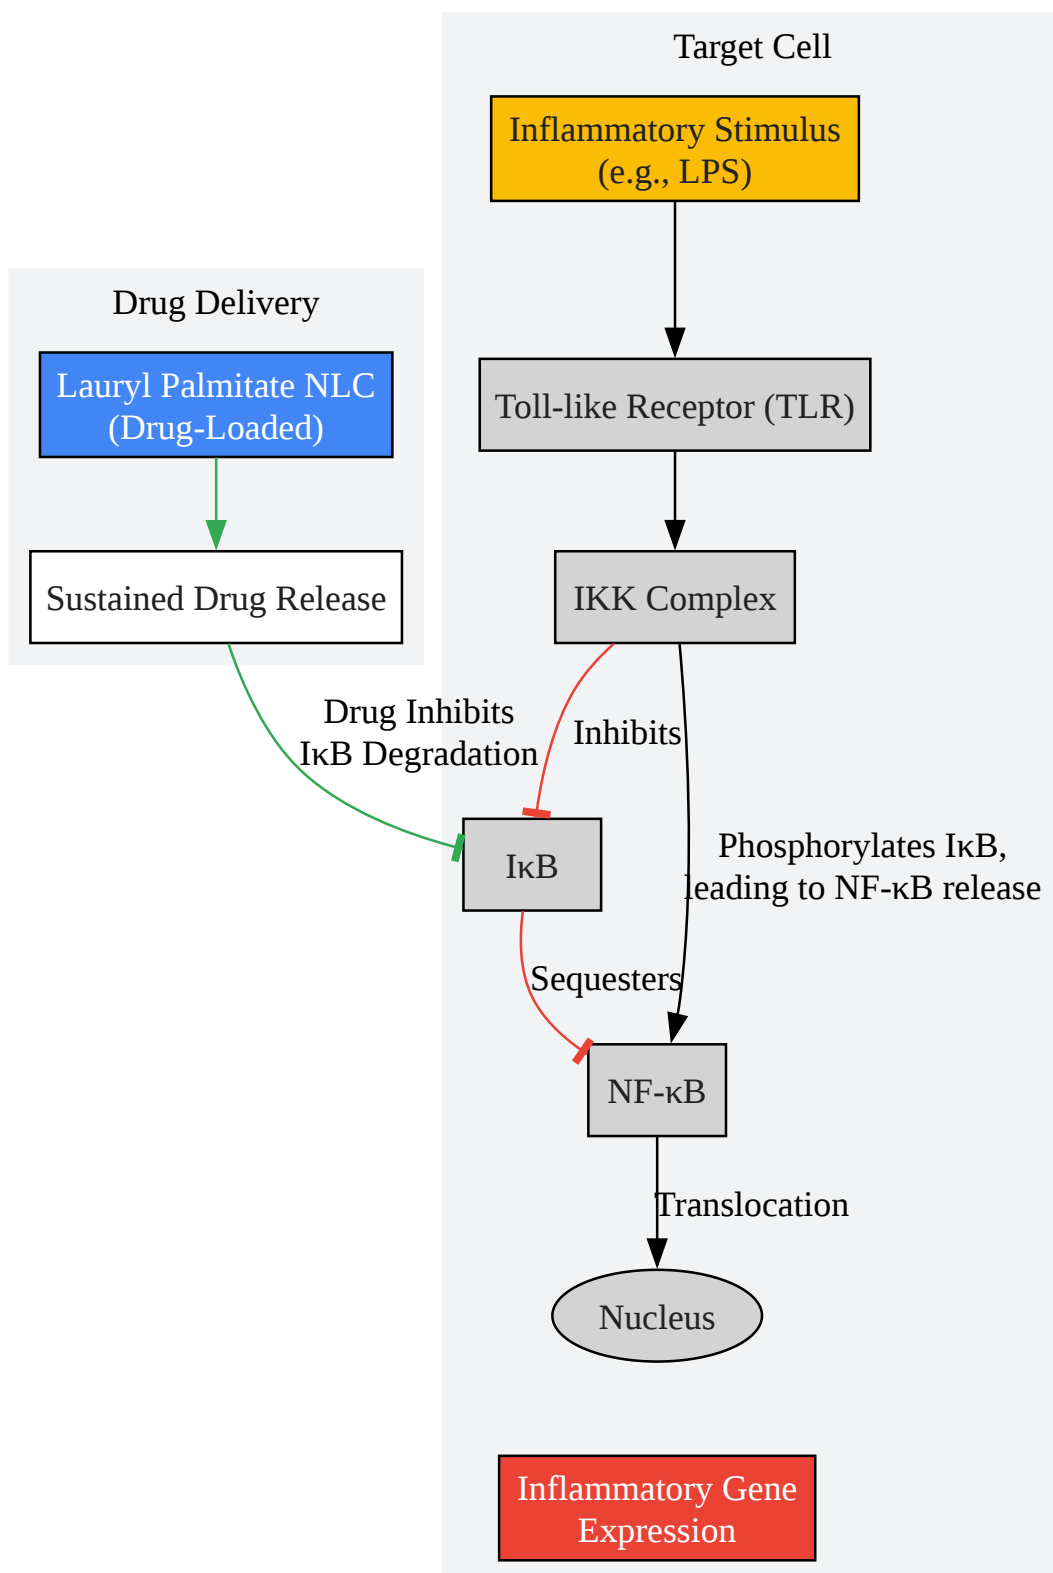 Target Cell
Inflammatory Stimulus
(e.g., LPS)
Drug Delivery
Lauryl Palmitate NLC
(Drug-Loaded)
Toll-like Receptor (TLR)
Sustained Drug Release
IKK Complex
Drug Inhibits
IκB Degradation
Inhibits
Phosphorylates IκB,
leading to NF-κB release
IκB
Sequesters
NF-κB
Translocation
Nucleus
Inflammatory Gene
Expression